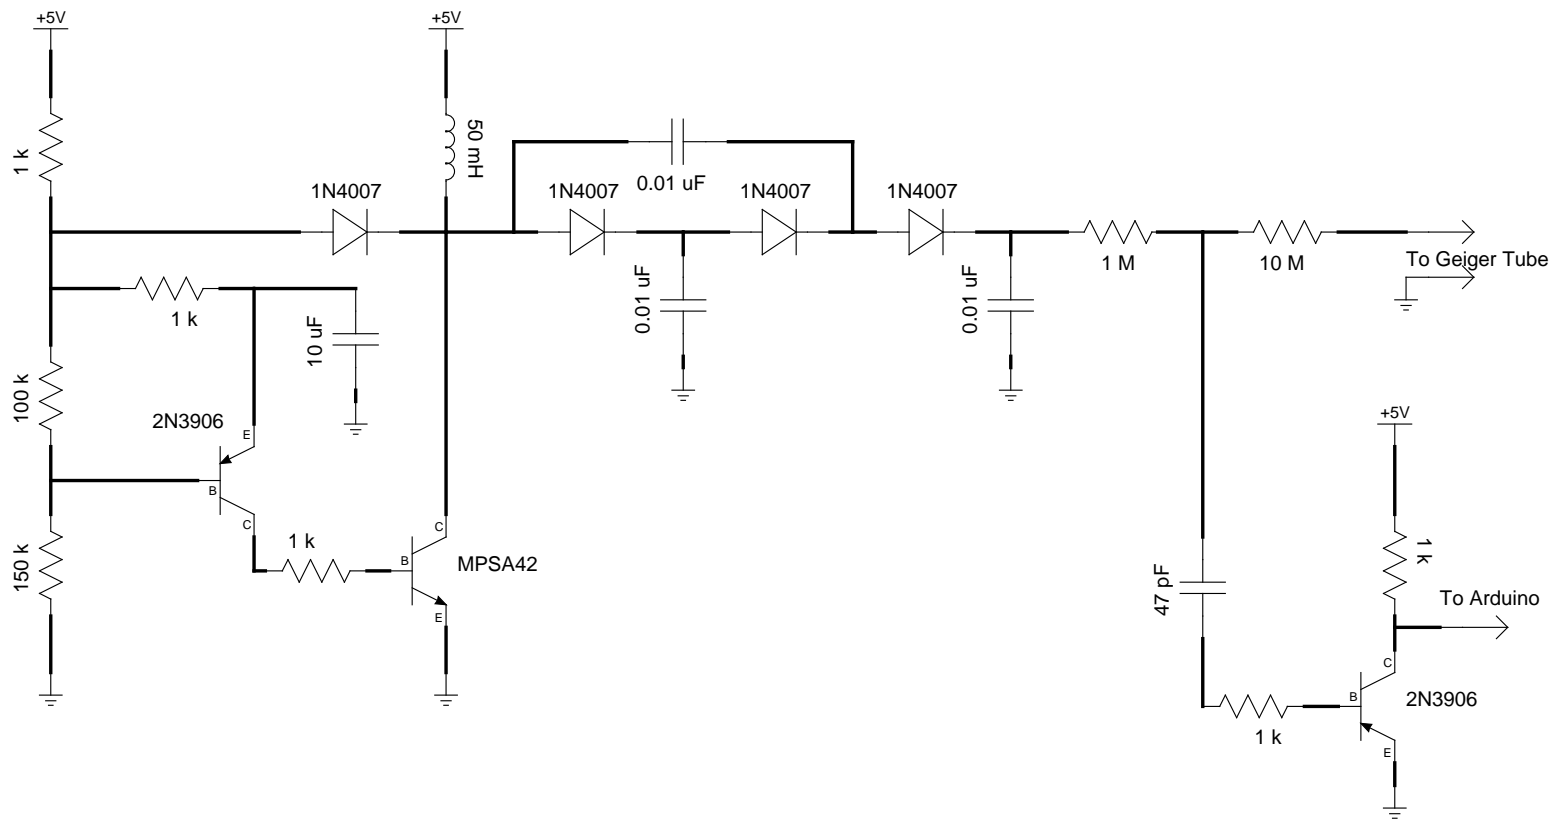 +5V
+5V
1 k
50 mH
0.01 uF
1N4007
1N4007
1N4007
1N4007
1 M
10 M
To Geiger Tube
1 k
10 uF
0.01 uF
0.01 uF
100 k
2N3906
E
B
C
+5V
1 k
C
B
E
MPSA42
150 k
47 pF
1 k
To Arduino
C
B
E
2N3906
1 k